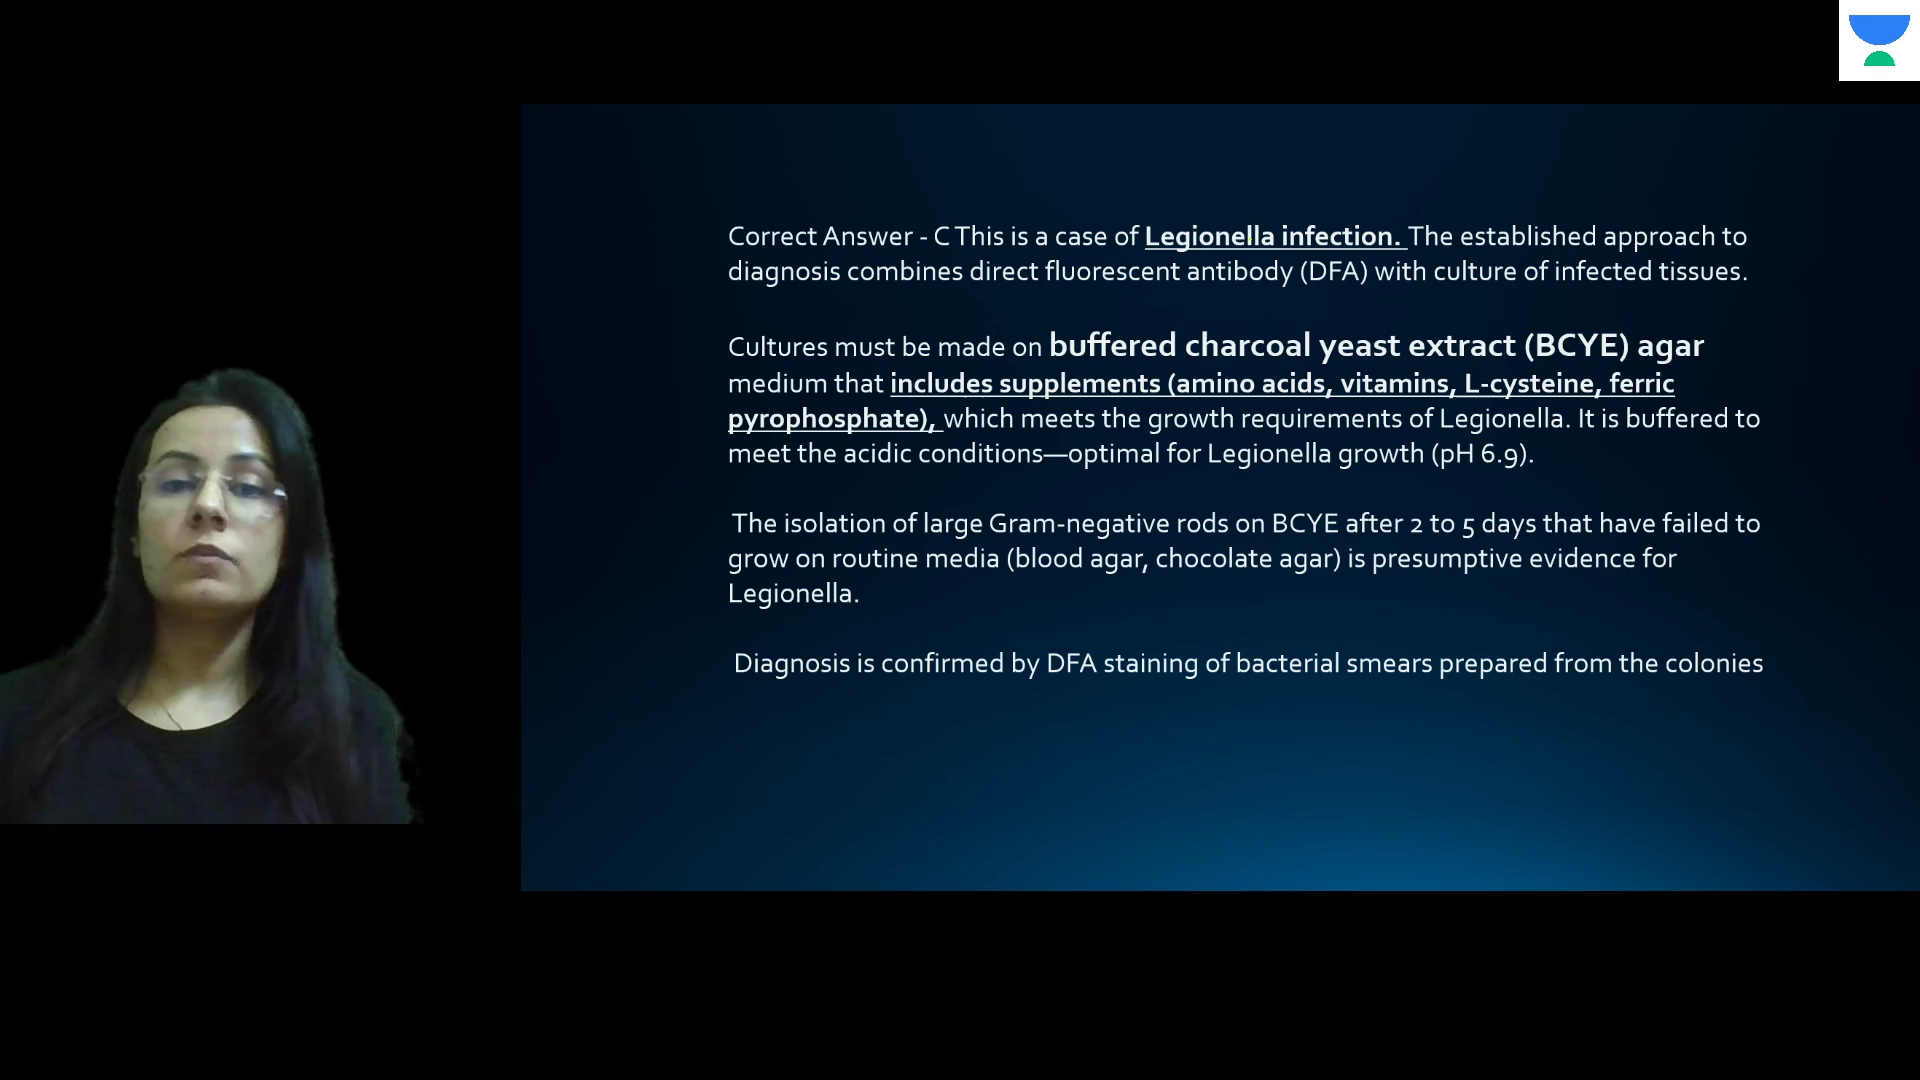 Correct Answer - C This is a case of Legionella infection. The established approach to
diagnosis combines direct fluorescent antibody (DFA) with culture of infected tissues.
Cultures must be made on buffered charcoal yeast extract (BCYE) agar
medium that includes supplements (amino acids, vitamins, L-cysteine, ferric
pyrophosphate), which meets the growth requirements of Legionella. It is buffered to
meet the acidic conditions—optimal for Legionella growth (pH 6.9).
The isolation of large Gram-negative rods on BCYE after 2 to 5 days that have failed to
grow on routine media (blood agar, chocolate agar) is presumptive evidence for
Legionella.
Diagnosis is confirmed by DFA staining of bacterial smears prepared from the colonies